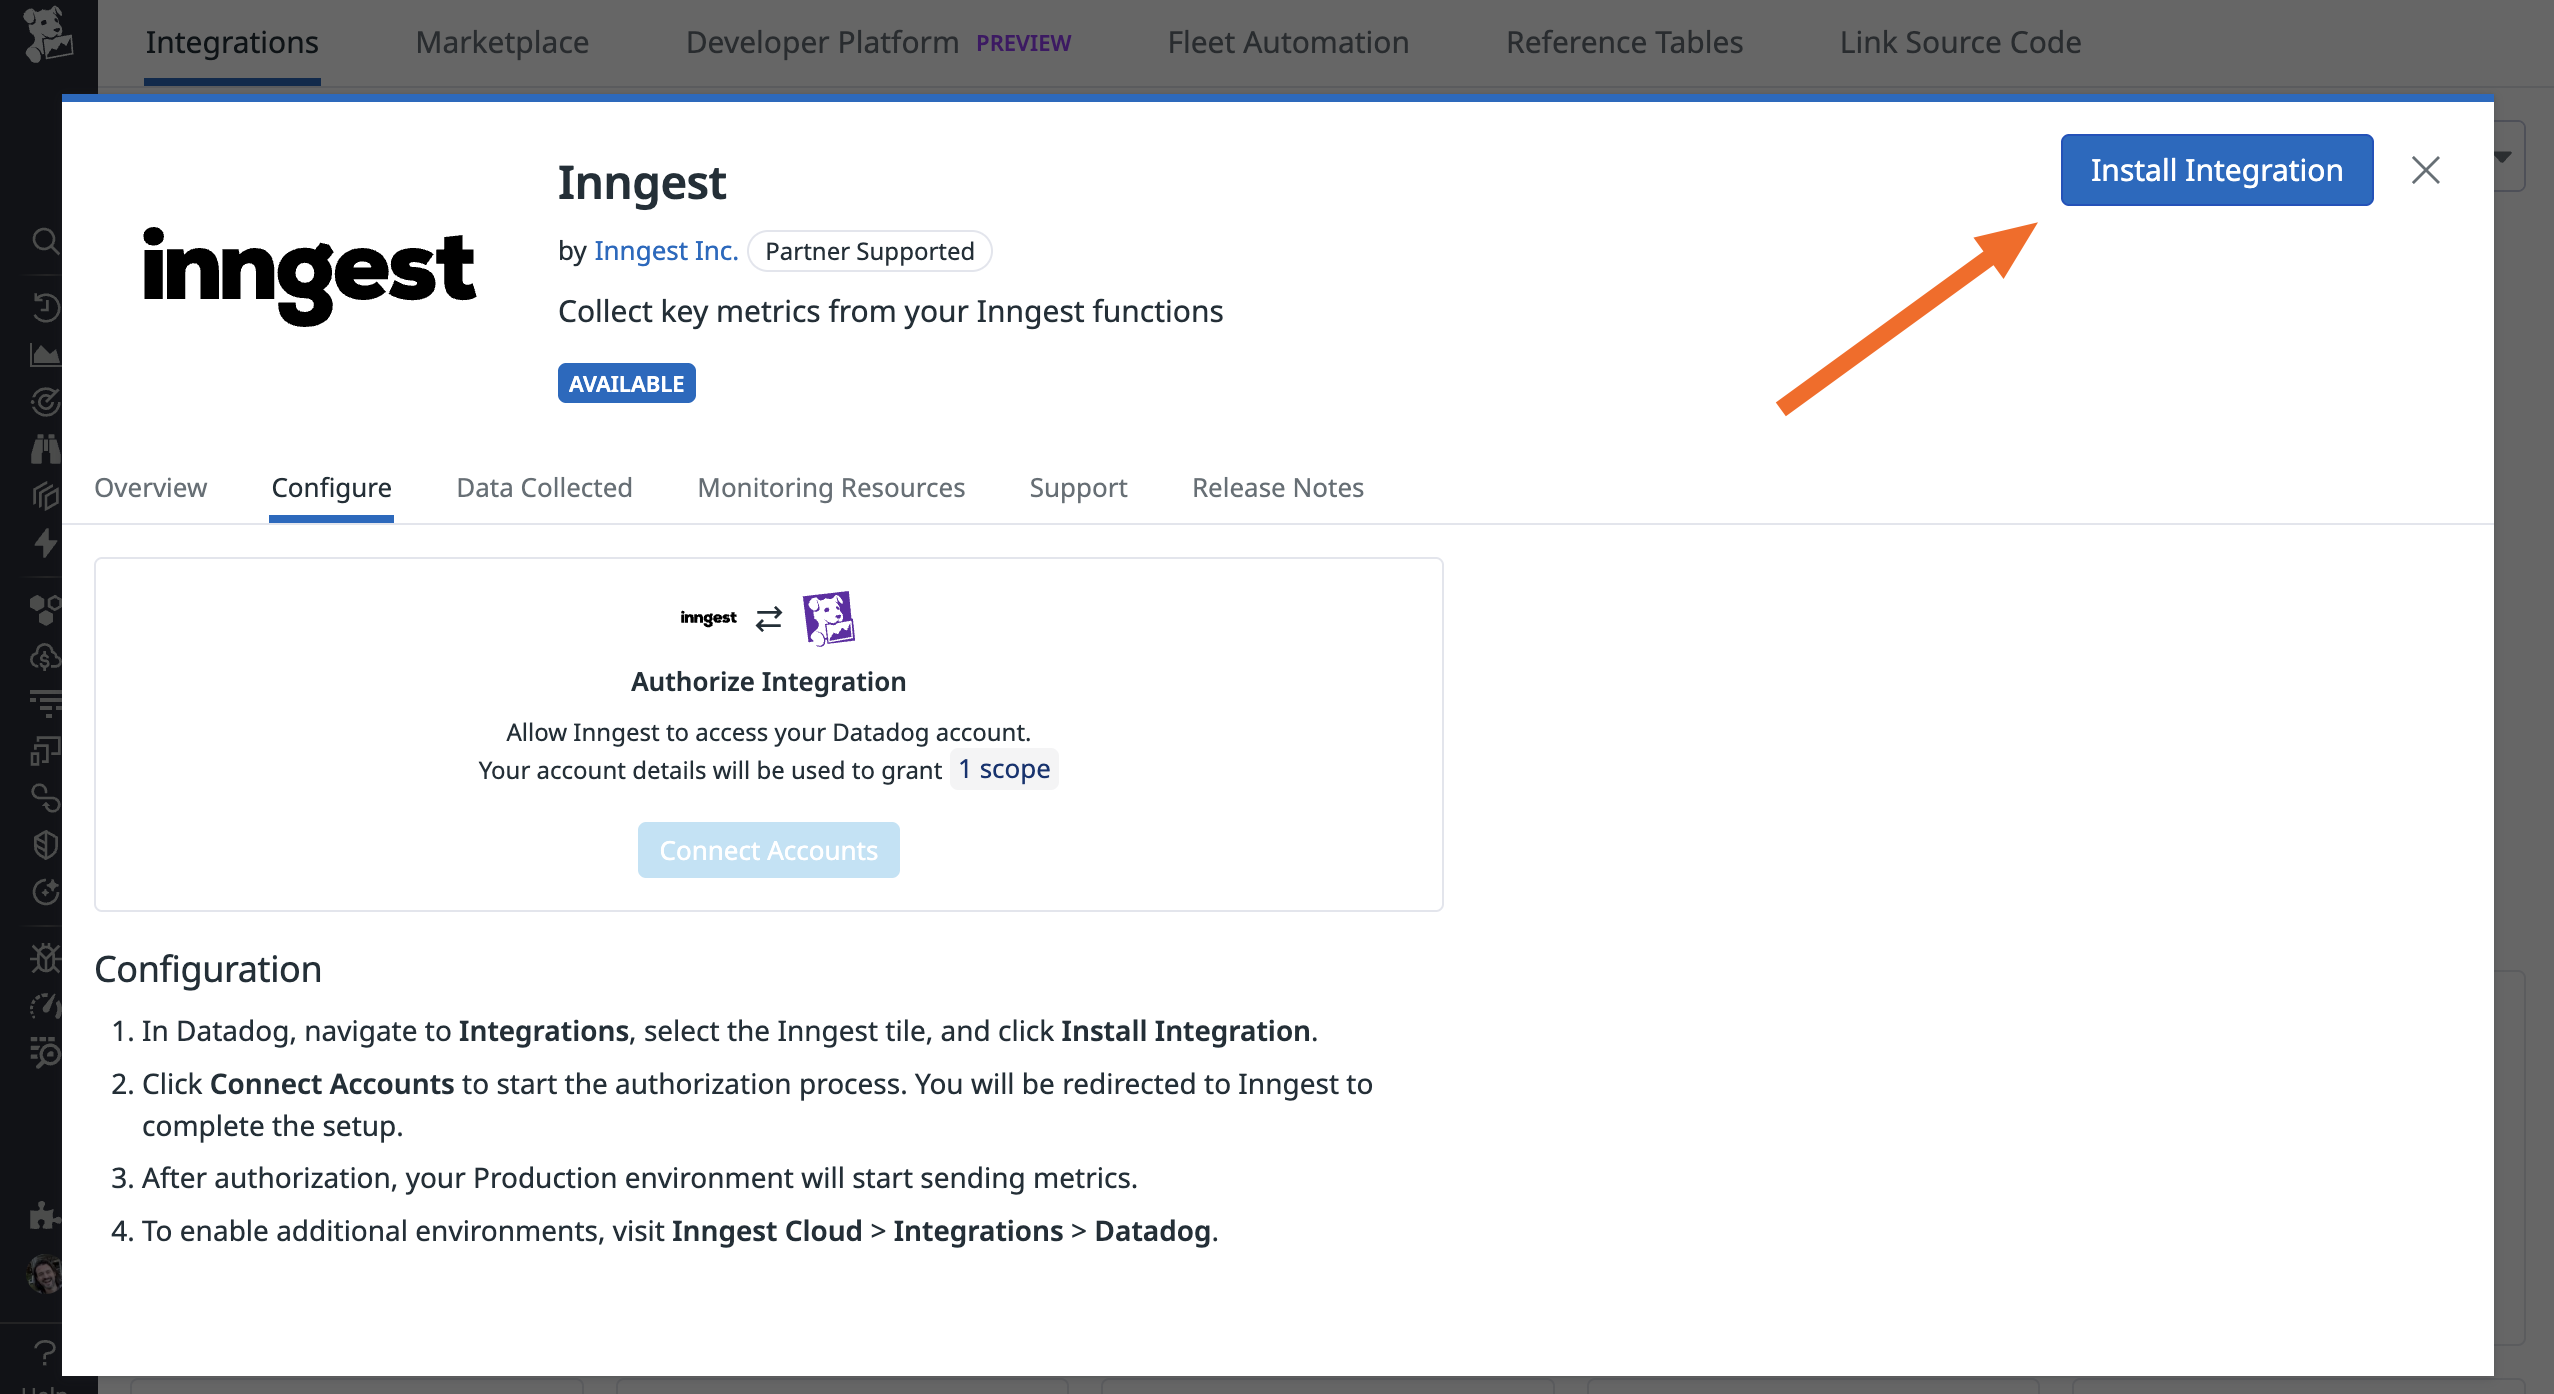 Integrations
Marketplace
Developer Platform PREVIEW
Fleet Automation
Reference Tables
Link Source Code
Install Integration
Inngest
inngest
by Inngest Inc. Partner Supported
Collect key metrics from your Inngest functions
AVAILABLE
Overview
Configure
Data Collected
Monitoring Resources
Support
Release Notes
inngest
Authorize Integration
Allow Inngest to access your Datadog account.
Your account details will be used to grant 1 scope
Connect Accounts
Configuration
1. In Datadog, navigate to Integrations, select the Inngest tile, and click Install Integration.
2. Click Connect Accounts to start the authorization process. You will be redirected to Inngest to
complete the setup.
3. After authorization, your Production environment will start sending metrics.
4. To enable additional environments, visit Inngest Cloud > Integrations > Datadog.